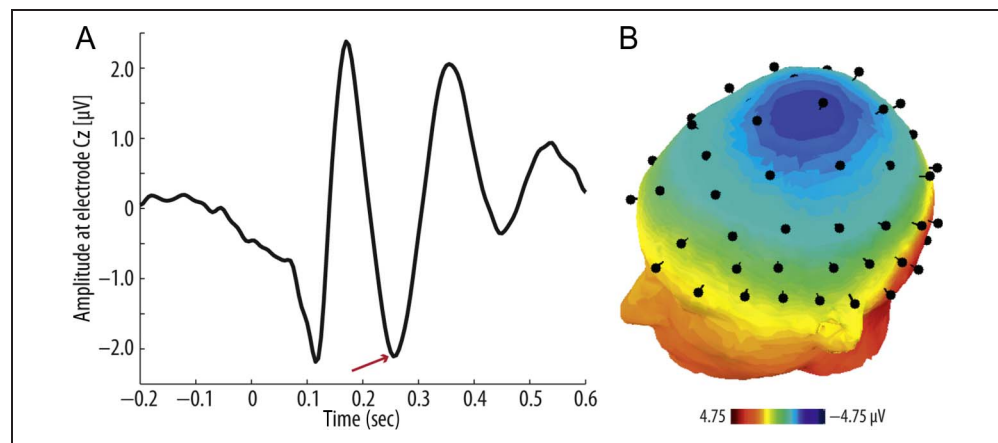 A
B
Amplitude at electrode Cz [µV]
2.0
1.0
0
−1.0
−2.0
−0.2 −0.1 0 0.1 0.2 0.3 0.4 0.5 0.6
Time (sec)
4.75 −4.75 µV